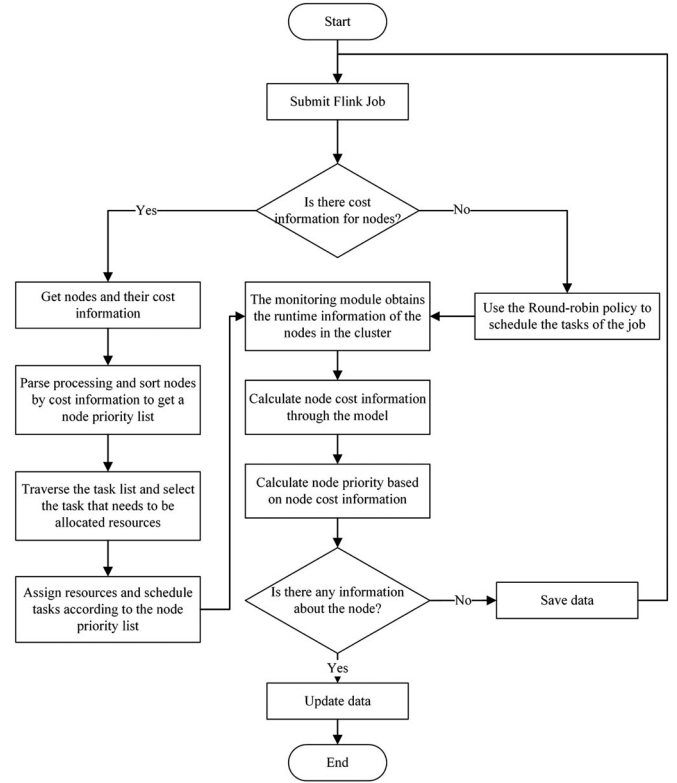 Start
Submit Flink Job
Is there cost
information for nodes?
Yes
No
Get nodes and their cost
information
The monitoring module obtains
the runtime information of the
nodes in the cluster
Use the Round-robin policy to
schedule the tasks of the job
Parse processing and sort nodes
by cost information to get a
node priority list
Calculate node cost information
through the model
Traverse the task list and select
the task that needs to be
allocated resources
Calculate node priority based
on node cost information
Assign resources and schedule
tasks according to the node
priority list
Is there any information
about the node?
No
Save data
Yes
Update data
End